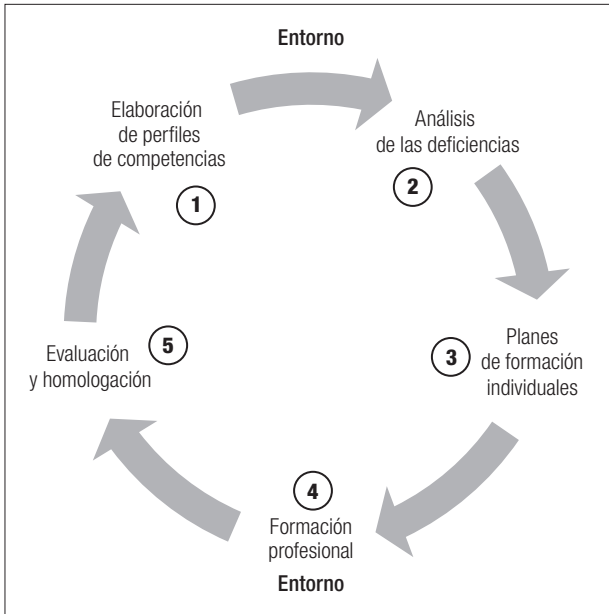 Entorno
Elaboración
de perfiles
de competencias
1
Análisis
de las deficiencias
2
3
Planes
de formación
individuales
4
Formación
profesional
5
Evaluación
y homologación
Entorno